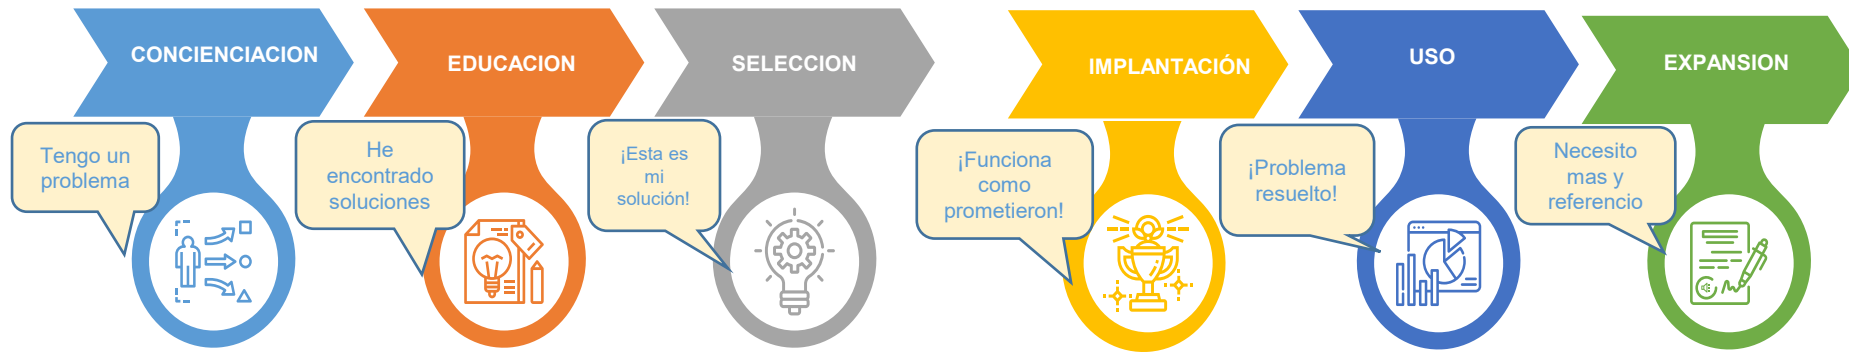 CONCIENCIACION
EDUCACION
SELECCION
IMPLANTACIÓN
USO
EXPANSION
Tengo un
problema
He
encontrado
soluciones
¡Esta es
mi
solución!
¡Funciona
como
prometieron!
¡Problema
resuelto!
Necesito
mas y
referencio